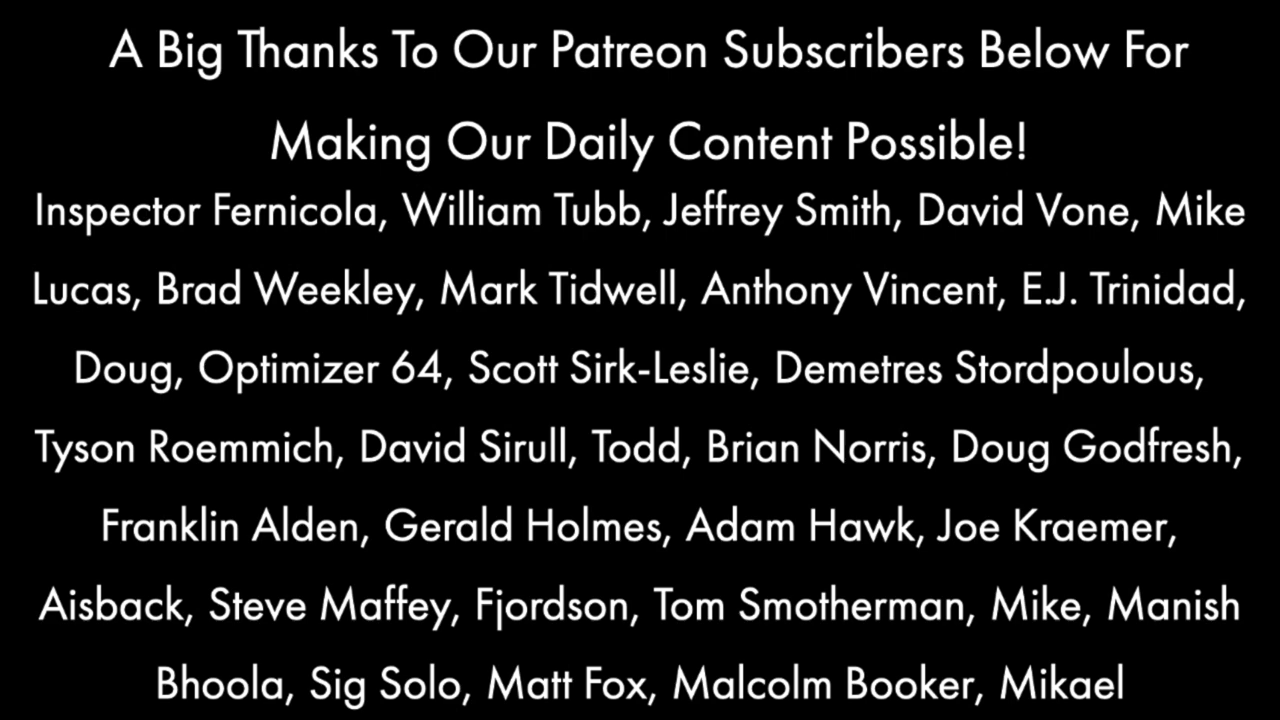 A Big Thanks To Our Patreon Subscribers Below For
Making Our Daily Content Possible!
Inspector Fernicola, William Tubb, Jeffrey Smith, David Vone, Mike
Lucas, Brad Weekley, Mark Tidwell, Anthony Vincent, E.J. Trinidad,
Doug, Optimizer 64, Scott Sirk-Leslie, Demetres Stordpoulous,
Tyson Roemmich, David Sirull, Todd, Brian Norris, Doug Godfresh,
Franklin Alden, Gerald Holmes, Adam Hawk, Joe Kraemer,
Aisback, Steve Maffey, Fjordson, Tom Smotherman, Mike, Manish
Bhoola, Sig Solo, Matt Fox, Malcolm Booker, Mikael